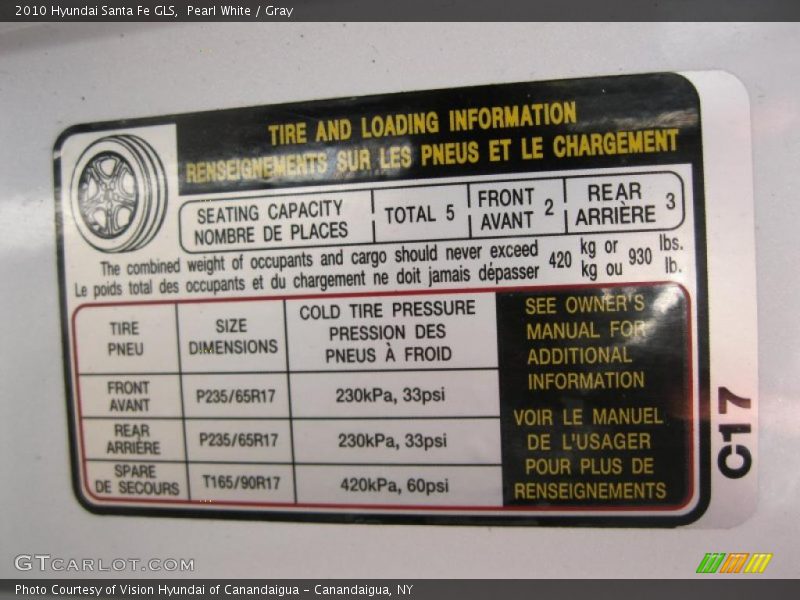 2010 Hyundai Santa Fe GLS, Pearl White / Gray
TIRE AND LOADING INFORMATION
RENSEIGNEMENTS SUR LES PNEUS ET LE CHARGEMENT
SEATING CAPACITY
NOMBRE DE PLACES
TOTAL 5
FRONT
AVANT
2
REAR
ARRIÈRE
3
The combined weight of occupants and cargo should never exceed
Le poids total des occupants et du chargement ne doit jamais dépasser
420
kg or
kg ou
930
lbs.
lb.
TIRE
PNEU
SIZE
DIMENSIONS
COLD TIRE PRESSURE
PRESSION DES
PNEUS À FROID
FRONT
AVANT
P235/65R17
230kPa, 33psi
REAR
ARRIÈRE
P235/65R17
230kPa, 33psi
SPARE
DE SECOURS
T165/90R17
420kPa, 60psi
SEE OWNER'S
MANUAL FOR
ADDITIONAL
INFORMATION
VOIR LE MANUEL
DE L'USAGER
POUR PLUS DE
RENSEIGNEMENTS
C17
GTCARLOT.COM
Photo Courtesy of Vision Hyundai of Canandaigua - Canandaigua, NY